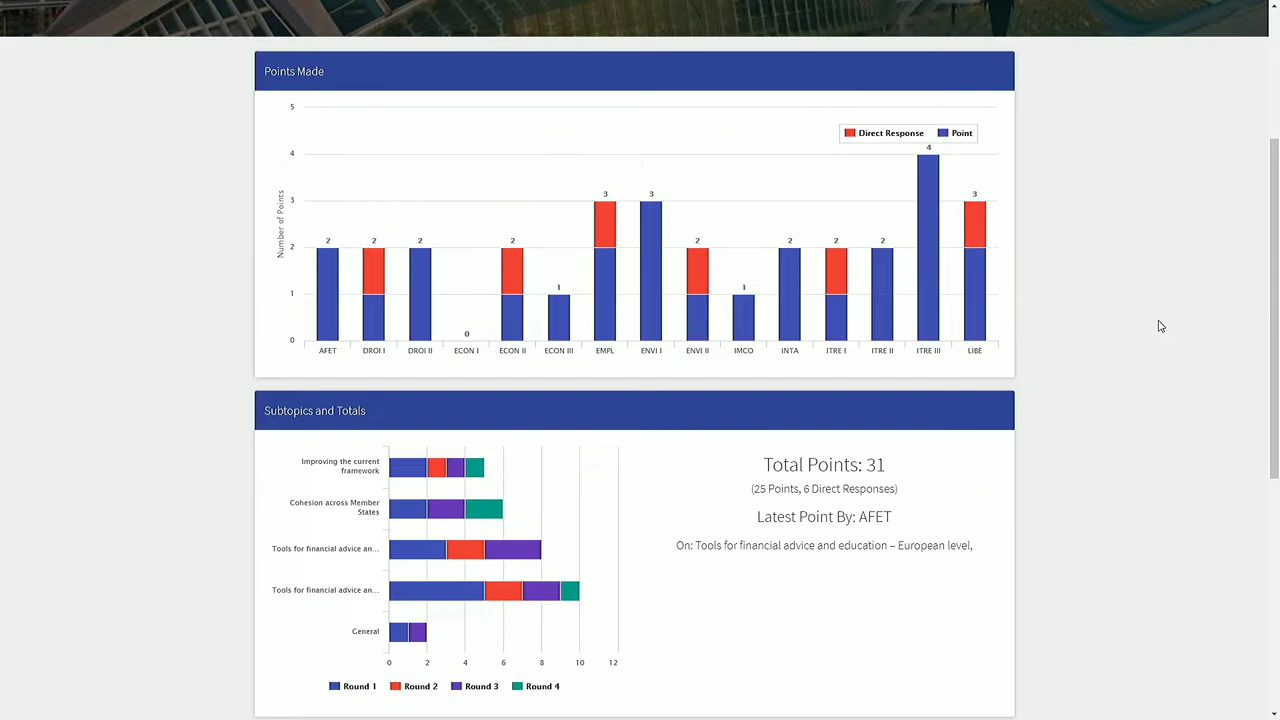 Points Made
5
Direct Response Point
4
4
3
3
3
3
2
2
2
2
2
2
2
2
2
2
1
1
1
0
0
Number of Points
AFET DROI I DROI II ECON I ECON II ECON III EMPL ENVI I ENVI II IMCO INTA ITRE I ITRE II ITRE III LIBE
Subtopics and Totals
Improving the current
framework
Cohesion across Member
States
Tools for financial advice an...
Tools for financial advice an...
General
0 2 4 6 8 10 12
Round 1 Round 2 Round 3 Round 4
Total Points: 31
(25 Points, 6 Direct Responses)
Latest Point By: AFET
On: Tools for financial advice and education – European level,